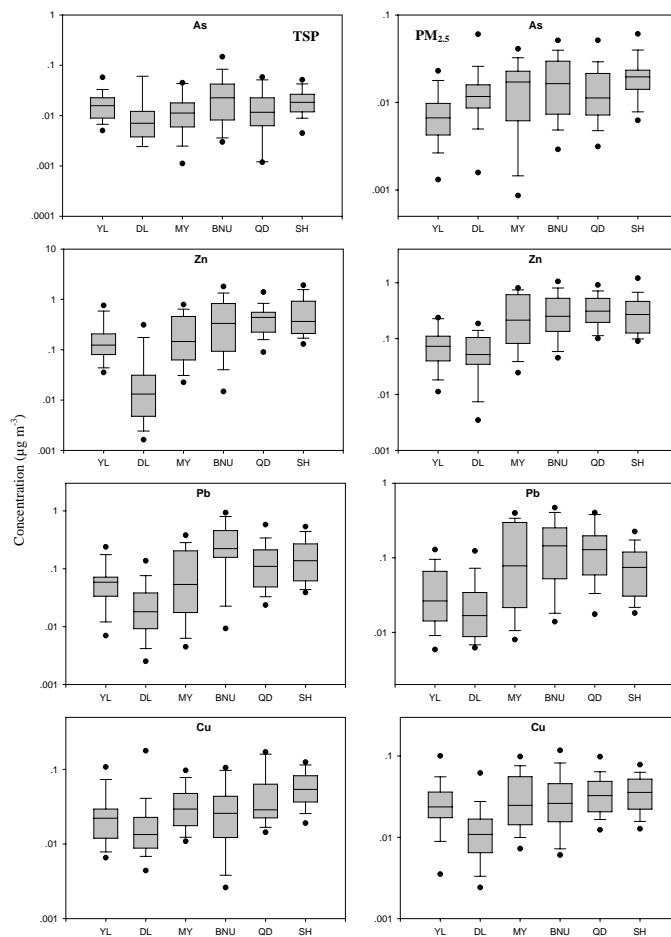 As
TSP
1
.1
.01
.001
.0001
YL DL MY BNU QD SH
As
PM2.5
.1
.01
.001
YL DL MY BNU QD SH
Zn
10
1
.1
.01
.001
YL DL MY BNU QD SH
Zn
1
.1
.01
.001
YL DL MY BNU QD SH
Concentration (µg m-3)
Pb
1
.1
.01
.001
YL DL MY BNU QD SH
Pb
1
.1
.01
YL DL MY BNU QD SH
Cu
.1
.01
.001
YL DL MY BNU QD SH
Cu
.1
.01
.001
YL DL MY BNU QD SH